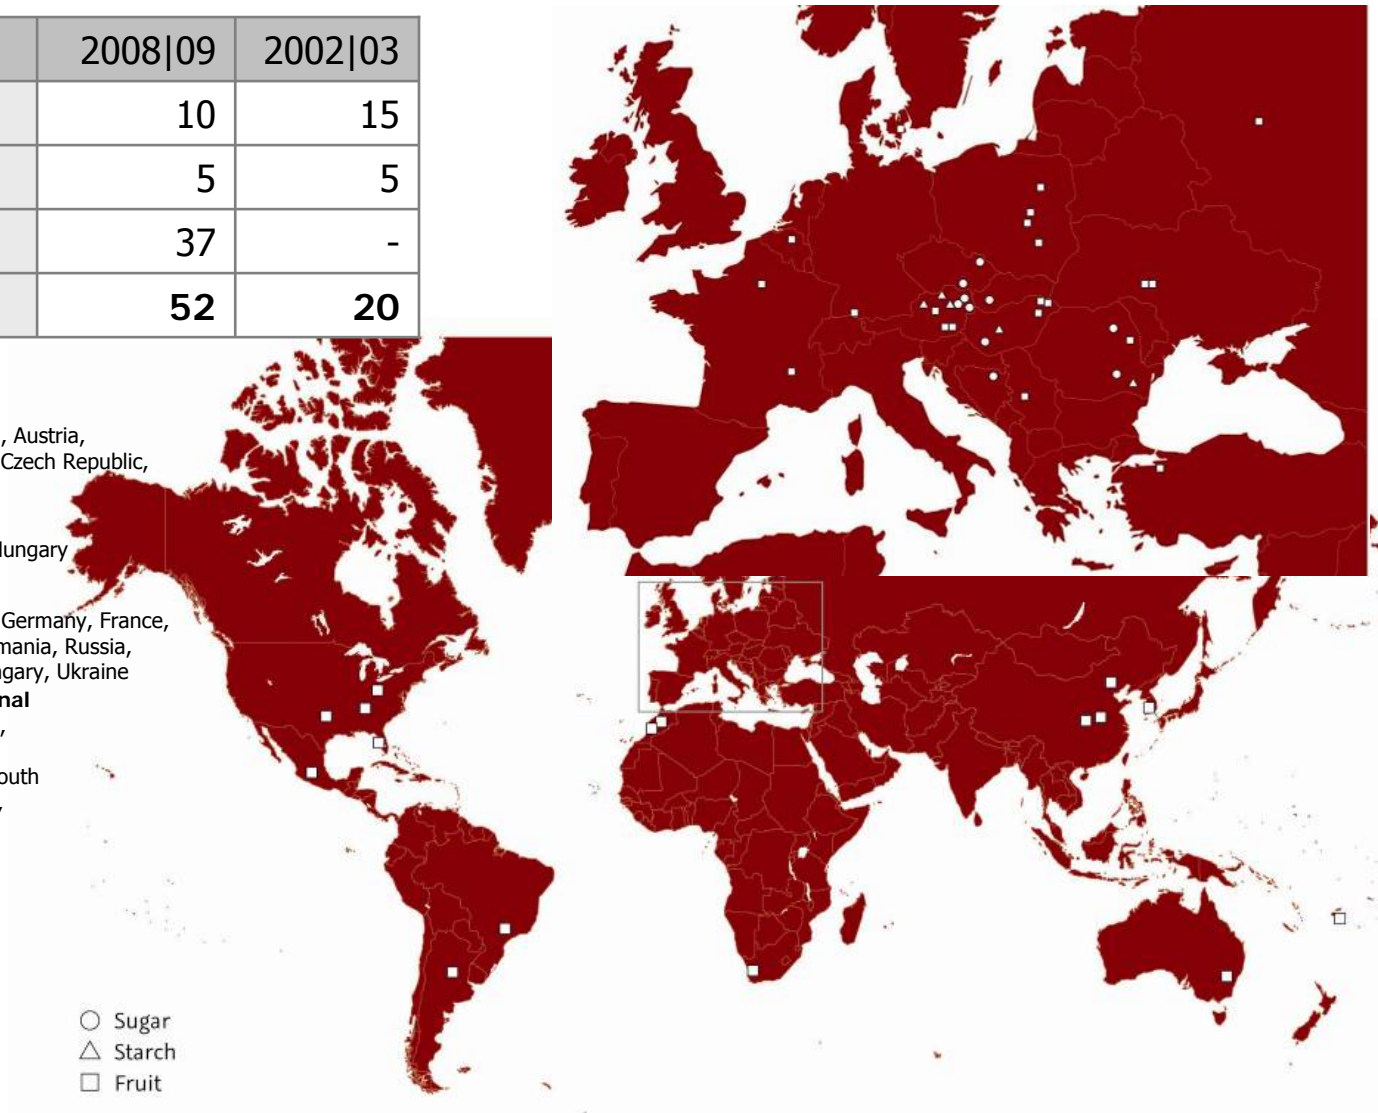 2008|09 2002|03
10 15
5 5
37 -
52 20
, Austria,
Czech Republic,
Hungary
Germany, France,
mania, Russia,
gary, Ukraine
nal
,
outh
,
Sugar
Starch
Fruit